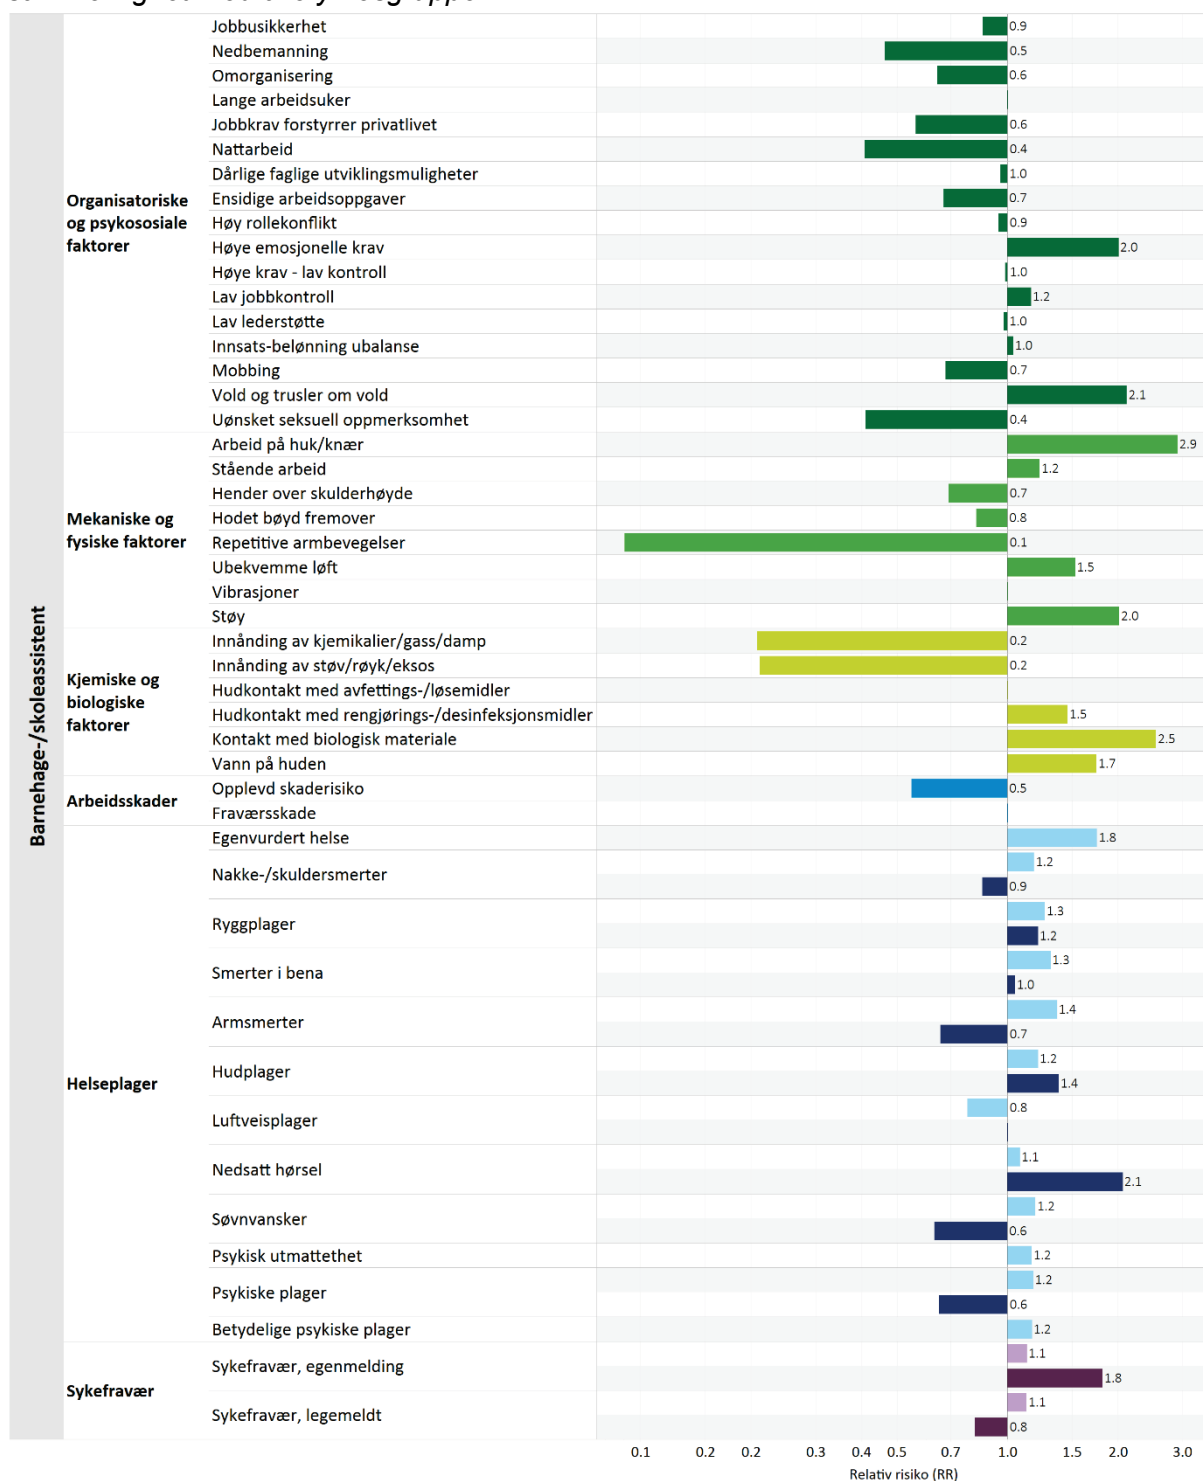 Jobbusikkerhet 0.9
Nedbemanning 0.5
Omorganisering 0.6
Lange arbeidsuker
Jobbkrav forstyrrer privatlivet 0.6
Nattarbeid 0.4
Dårlige faglige utviklingsmuligheter 1.0
Organisatoriske
og psykososiale
faktorer
Ensidige arbeidsoppgaver 0.7
Høy rollekonflikt 0.9
Høye emosjonelle krav 2.0
Høye krav - lav kontroll 1.0
Lav jobbkontroll 1.2
Lav lederstøtte 1.0
Innsats-belønning ubalanse 1.0
Mobbing 0.7
Vold og trusler om vold 2.1
Uønsket seksuell oppmerksomhet 0.4
Arbeid på huk/knær 2.9
Stående arbeid 1.2
Hender over skulderhøyde 0.7
Mekaniske og
fysiske faktorer
Hodet bøyd fremover 0.8
Repetitive armbevegelser 0.1
Ubekvemme løft 1.5
Vibrasjoner
Støy 2.0
Barnehage-/skoleassistent
Innånding av kjemikalier/gass/damp 0.2
Innånding av støv/røyk/eksos 0.2
Kjemiske og
biologiske
faktorer
Hudkontakt med avfettings-/løsemidler
Hudkontakt med rengjørings-/desinfeksjonsmidler 1.5
Kontakt med biologisk materiale 2.5
Vann på huden 1.7
Arbeidsskader
Opplevd skaderisiko 0.5
Fraværsskade
Egenvurdert helse 1.8
Nakke-/skuldersmerter 1.2
0.9
Ryggplager 1.3
1.2
Smerter i bena 1.3
1.0
Armsmerter 1.4
0.7
Helseplager
Hudplager 1.2
1.4
Luftveisplager 0.8
Nedsatt hørsel 1.1
2.1
Søvnvansker 1.2
0.6
Psykisk utmattethet 1.2
Psykiske plager 1.2
0.6
Betydelige psykiske plager 1.2
Sykefravær
Sykefravær, egenmelding 1.1
1.8
Sykefravær, legemeldt 1.1
0.8
0.1 0.2 0.2 0.3 0.4 0.5 0.7 1.0 1.5 2.0 3.0
Relativ risiko (RR)